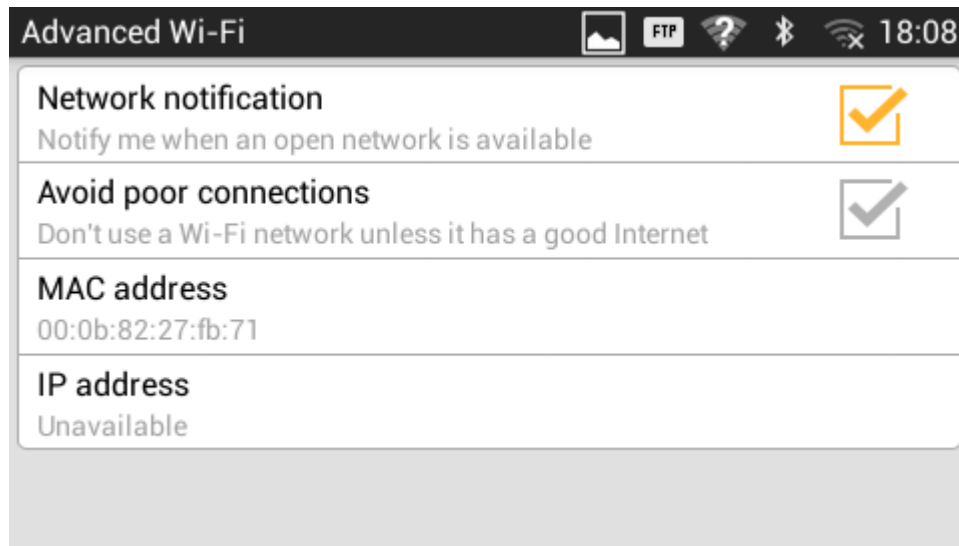 Advanced Wi-Fi FTP 18:08
Network notification
Notify me when an open network is available
Avoid poor connections
Don't use a Wi-Fi network unless it has a good Internet
MAC address
00:0b:82:27:fb:71
IP address
Unavailable